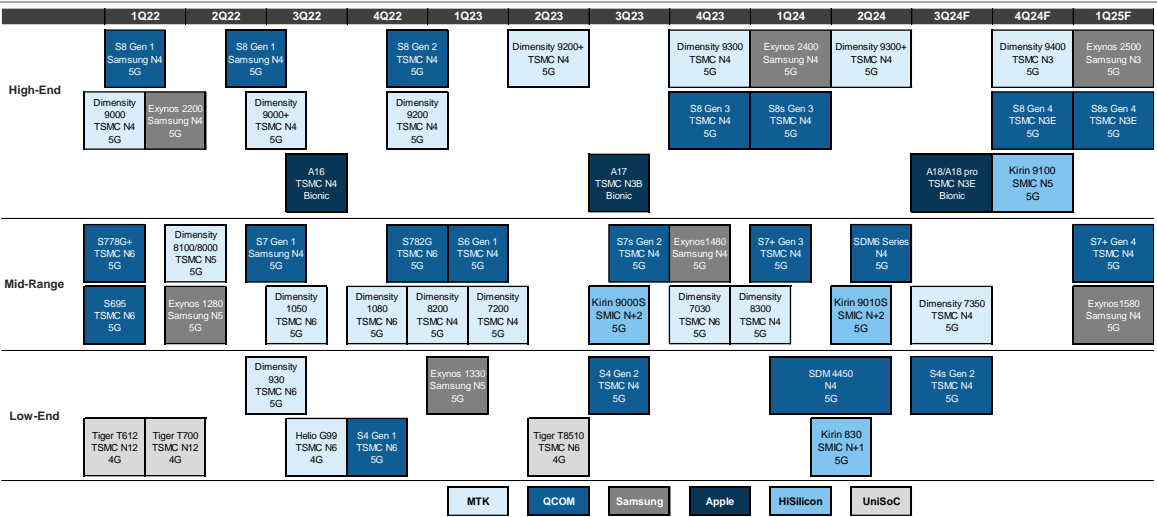 1Q22 2Q22 3Q22 4Q22 1Q23 2Q23 3Q23 4Q23 1Q24 2Q24 3Q24F 4Q24F 1Q25F
High-End
S8 Gen 1
Samsung N4
5G
S8 Gen 1
Samsung N4
5G
S8 Gen 2
TSMC N4
5G
Dimensity 9200+
TSMC N4
5G
Dimensity 9300
TSMC N4
5G
Exynos 2400
Samsung N4
5G
Dimensity 9300+
TSMC N4
5G
Dimensity 9400
TSMC N3
5G
Exynos 2500
Samsung N3
5G
Dimensity
9000
TSMC N4
5G
Exynos 2200
Samsung N4
5G
Dimensity
9000+
TSMC N4
5G
Dimensity
9200
TSMC N4
5G
S8 Gen 3
TSMC N4
5G
S8s Gen 3
TSMC N4
5G
S8 Gen 4
TSMC N3E
5G
S8s Gen 4
TSMC N3E
5G
A16
TSMC N4
Bionic
A17
TSMC N3B
Bionic
A18/A18 pro
TSMC N3E
Bionic
Kirin 9100
SMIC N5
5G
Mid-Range
S778G+
TSMC N6
5G
Dimensity
8100/8000
TSMC N5
5G
S7 Gen 1
Samsung N4
5G
S782G
TSMC N6
5G
S6 Gen 1
TSMC N4
5G
S7s Gen 2
TSMC N4
5G
Exynos1480
Samsung N4
5G
S7+ Gen 3
TSMC N4
5G
SDM6 Series
N4
5G
S7+ Gen 4
TSMC N4
5G
S695
TSMC N6
5G
Exynos 1280
Samsung N5
5G
Dimensity
1050
TSMC N6
5G
Dimensity
1080
TSMC N6
5G
Dimensity
8200
TSMC N4
5G
Dimensity
7200
TSMC N4
5G
Kirin 9000S
SMIC N+2
5G
Dimensity
7030
TSMC N6
5G
Dimensity
8300
TSMC N4
5G
Kirin 9010S
SMIC N+2
5G
Dimensity 7350
TSMC N4
5G
Exynos1580
Samsung N4
5G
Low-End
Dimensity
930
TSMC N6
5G
Exynos 1330
Samsung N5
5G
S4 Gen 2
TSMC N4
5G
SDM 4450
N4
5G
S4s Gen 2
TSMC N4
5G
Tiger T612
TSMC N12
4G
Tiger T700
TSMC N12
4G
Helio G99
TSMC N6
4G
S4 Gen 1
TSMC N6
5G
Tiger T8510
TSMC N6
4G
Kirin 830
SMIC N+1
5G
MTK QCOM Samsung Apple HiSilicon UniSoC